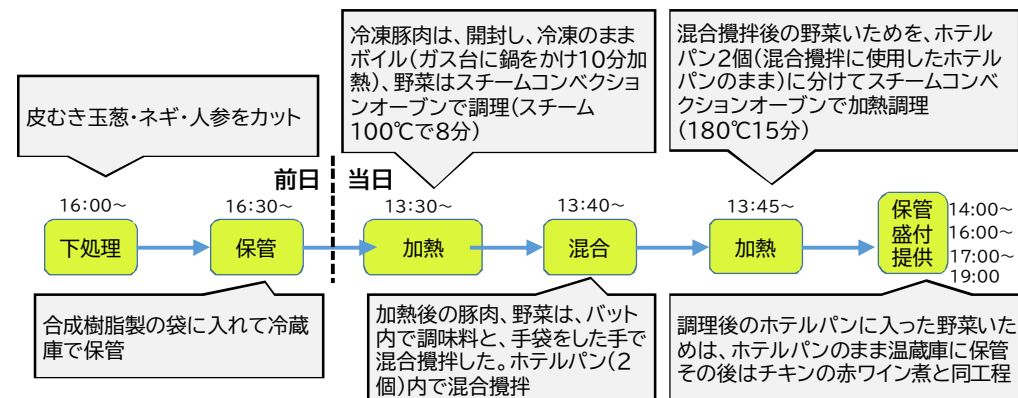 皮むき玉葱・ネギ・人参をカット
冷凍豚肉は、開封し、冷凍のまま
ボイル(ガス台に鍋をかけ10分加
熱)、野菜はスチームコンベクショ
ンオーブンで調理(スチーム
100℃で8分)
混合攪拌後の野菜いためを、ホテル
パン2個(混合攪拌に使用したホテル
パンのまま)に分けてスチームコンベ
クションオーブンで加熱調理
(180℃15分)
前日
当日
16:00~
下処理
16:30~
保管
13:30~
加熱
13:40~
混合
13:45~
加熱
保管 14:00~
盛付 16:00~
提供 17:00~
19:00
合成樹脂製の袋に入れて冷蔵
庫で保管
加熱後の豚肉、野菜は、バット
内で調味料と、手袋をした手で
混合攪拌した。ホテルパン(2
個)内で混合攪拌
調理後のホテルパンに入った野菜いた
めは、ホテルパンのまま温蔵庫に保管
その後はチキンの赤ワイン煮と同工程